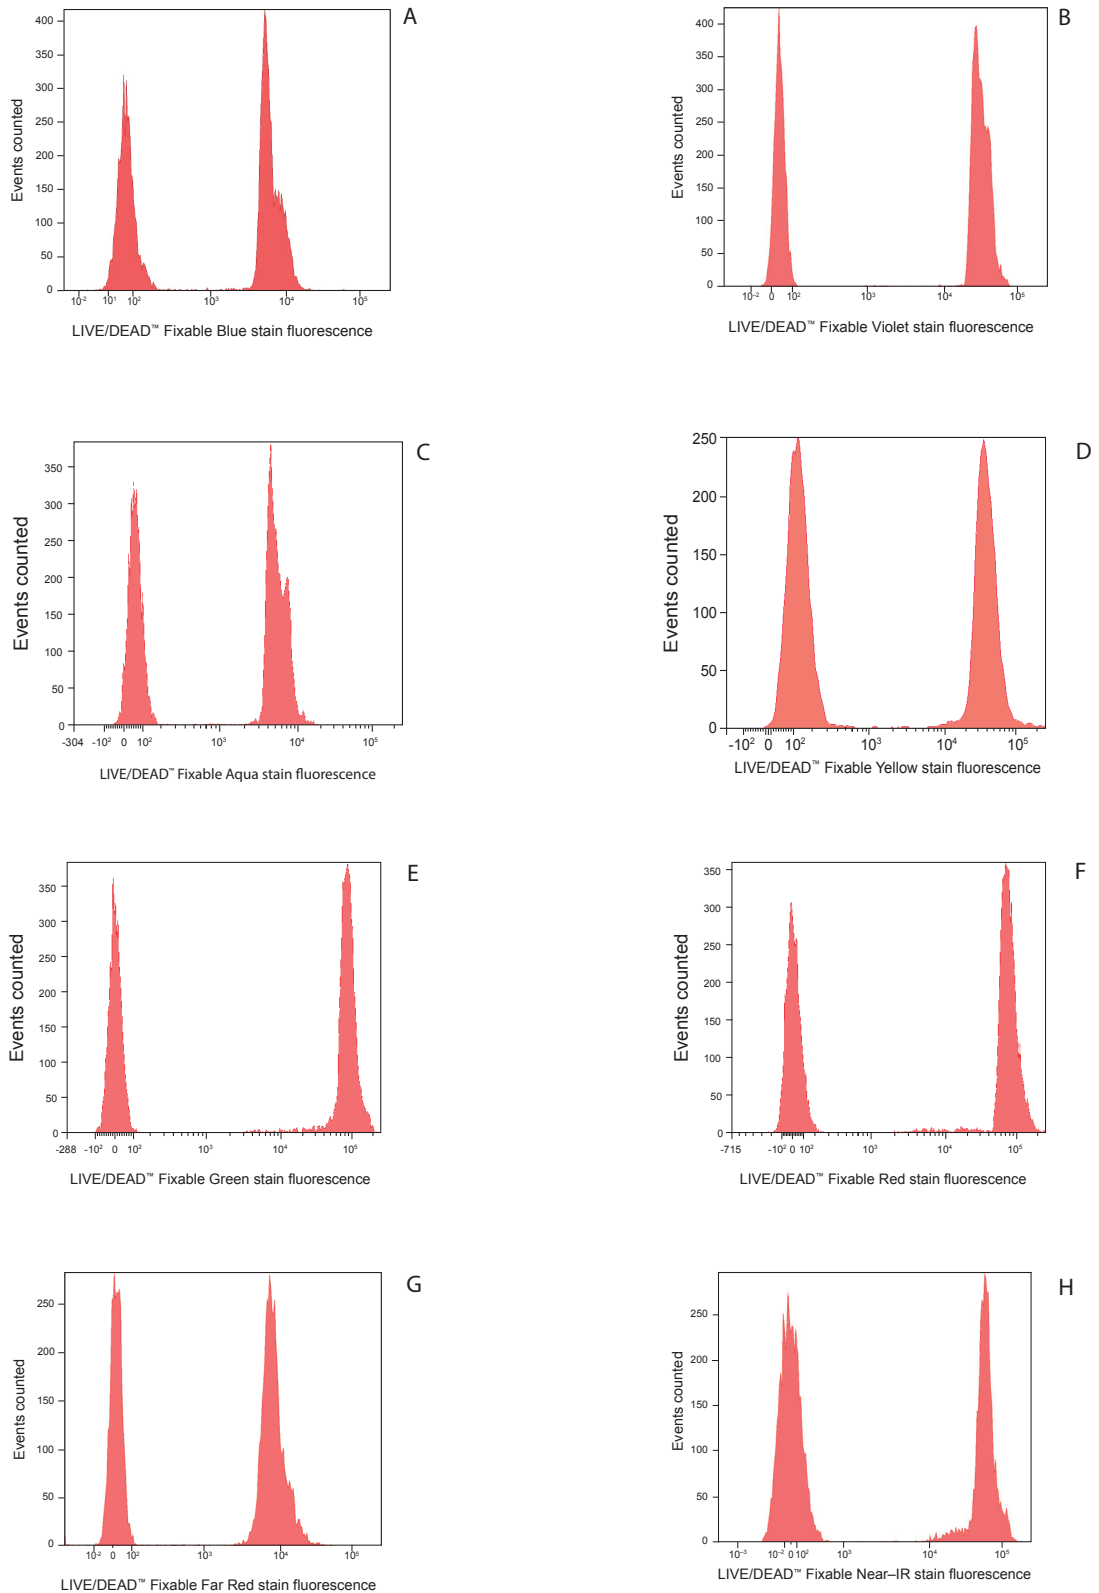 A
Events counted
400
350
300
250
200
150
100
50
0
10-2 10¹ 10² 10³ 10⁴ 10⁵
LIVE/DEAD™ Fixable Blue stain fluorescence
B
Events counted
400
350
300
250
200
150
100
50
0
10-2 0 10² 10³ 10⁴ 10⁵
LIVE/DEAD™ Fixable Violet stain fluorescence
C
Events counted
350
300
250
200
150
100
50
0
-304 -10² 0 10² 10³ 10⁴ 10⁵
LIVE/DEAD™ Fixable Aqua stain fluorescence
D
Events counted
250
200
150
100
50
0
-10² 0 10² 10³ 10⁴ 10⁵
LIVE/DEAD™ Fixable Yellow stain fluorescence
E
Events counted
350
300
250
200
150
100
50
0
-288 -10² 0 10² 10³ 10⁴ 10⁵
LIVE/DEAD™ Fixable Green stain fluorescence
F
Events counted
350
300
250
200
150
100
50
0
-715 -10² 0 10² 10³ 10⁴ 10⁵
LIVE/DEAD™ Fixable Red stain fluorescence
G
Events counted
250
200
150
100
50
0
10-2 0 10² 10³ 10⁴ 10⁵
LIVE/DEAD™ Fixable Far Red stain fluorescence
H
Events counted
250
200
150
100
50
0
10–3 10–2 0 10² 10³ 10⁴ 10⁵
LIVE/DEAD™ Fixable Near–IR stain fluorescence